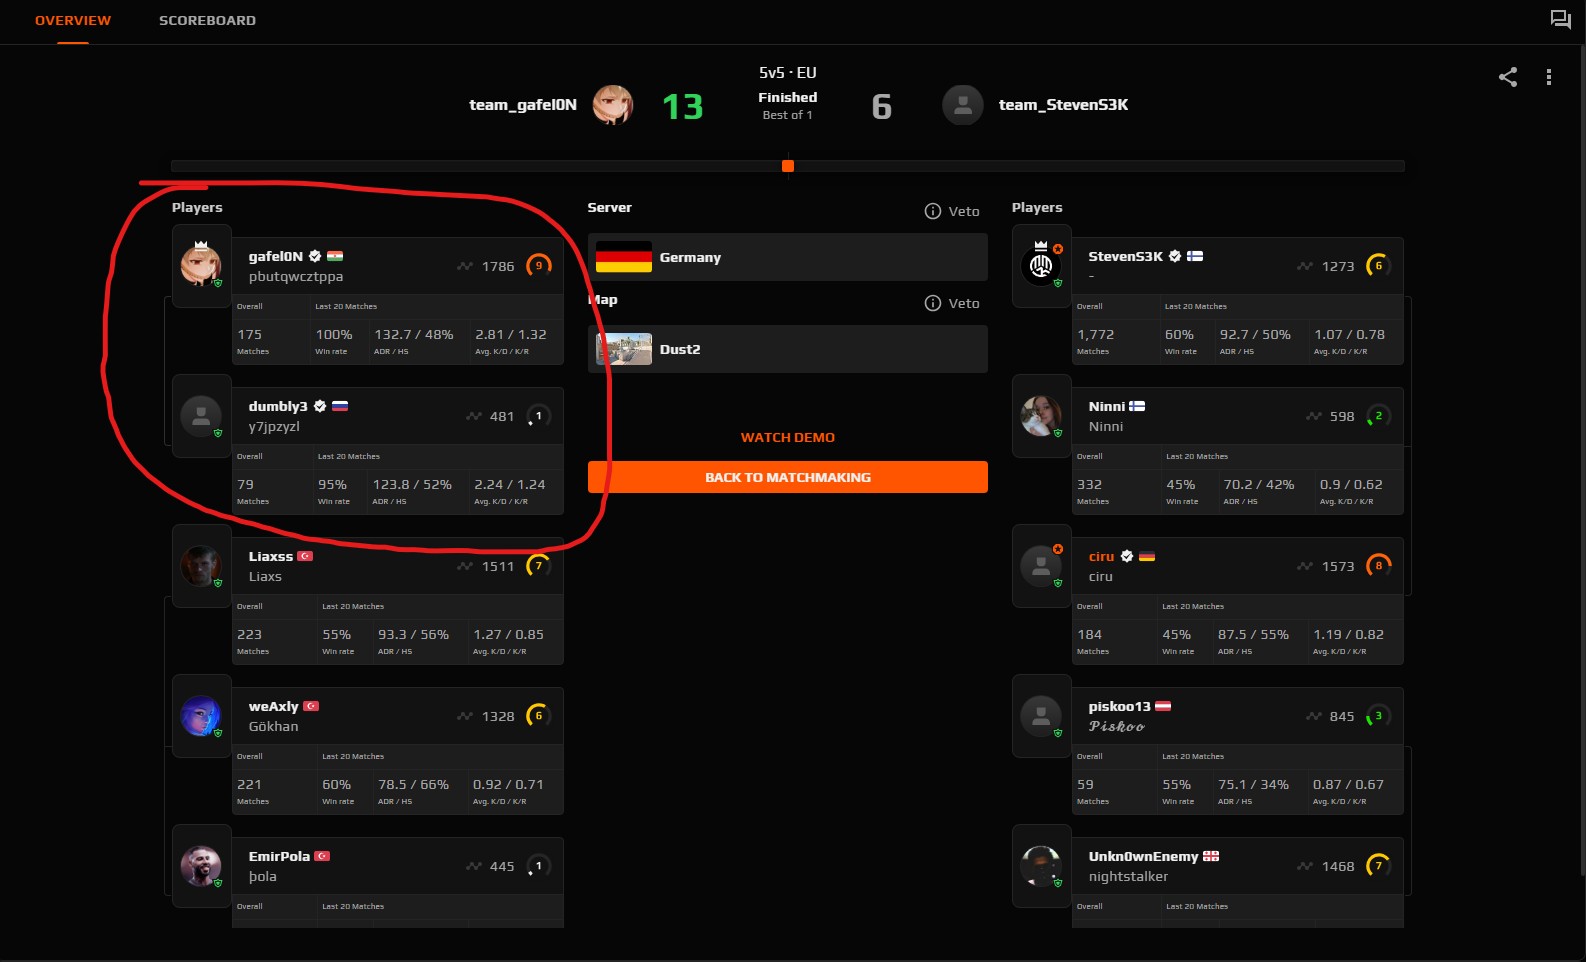 OVERVIEW
SCOREBOARD
5v5 · EU
team_gafel0N
13
Finished
6
team_StevenS3K
Best of 1
Players
gafel0N
pbutqwcztppa
1786
9
Overall
Last 20 Matches
175
100%
132.7 / 48%
2.81 / 1.32
Matches
Win rate
ADR / HS
Avg. K/D / K/R
dumbly3
y7jpzyzl
481
1
Overall
Last 20 Matches
79
95%
123.8 / 52%
2.24 / 1.24
Matches
Win rate
ADR / HS
Avg. K/D / K/R
Liaxss
Liaxs
1511
7
Overall
Last 20 Matches
223
55%
93.3 / 56%
1.27 / 0.85
Matches
Win rate
ADR / HS
Avg. K/D / K/R
weAxly
Gökhan
1328
6
Overall
Last 20 Matches
221
60%
78.5 / 66%
0.92 / 0.71
Matches
Win rate
ADR / HS
Avg. K/D / K/R
EmirPola
þola
445
1
Overall
Last 20 Matches
Server
Veto
Germany
Map
Veto
Dust2
WATCH DEMO
BACK TO MATCHMAKING
Players
StevenS3K
-
1273
6
Overall
Last 20 Matches
1,772
60%
92.7 / 50%
1.07 / 0.78
Matches
Win rate
ADR / HS
Avg. K/D / K/R
Ninni
Ninni
598
2
Overall
Last 20 Matches
332
45%
70.2 / 42%
0.9 / 0.62
Matches
Win rate
ADR / HS
Avg. K/D / K/R
ciru
ciru
1573
8
Overall
Last 20 Matches
184
45%
87.5 / 55%
1.19 / 0.82
Matches
Win rate
ADR / HS
Avg. K/D / K/R
piskoo13
𝓟𝓲𝓼𝓴𝓸𝓸
845
3
Overall
Last 20 Matches
59
55%
75.1 / 34%
0.87 / 0.67
Matches
Win rate
ADR / HS
Avg. K/D / K/R
Unkn0wnEnemy
nightstalker
1468
7
Overall
Last 20 Matches